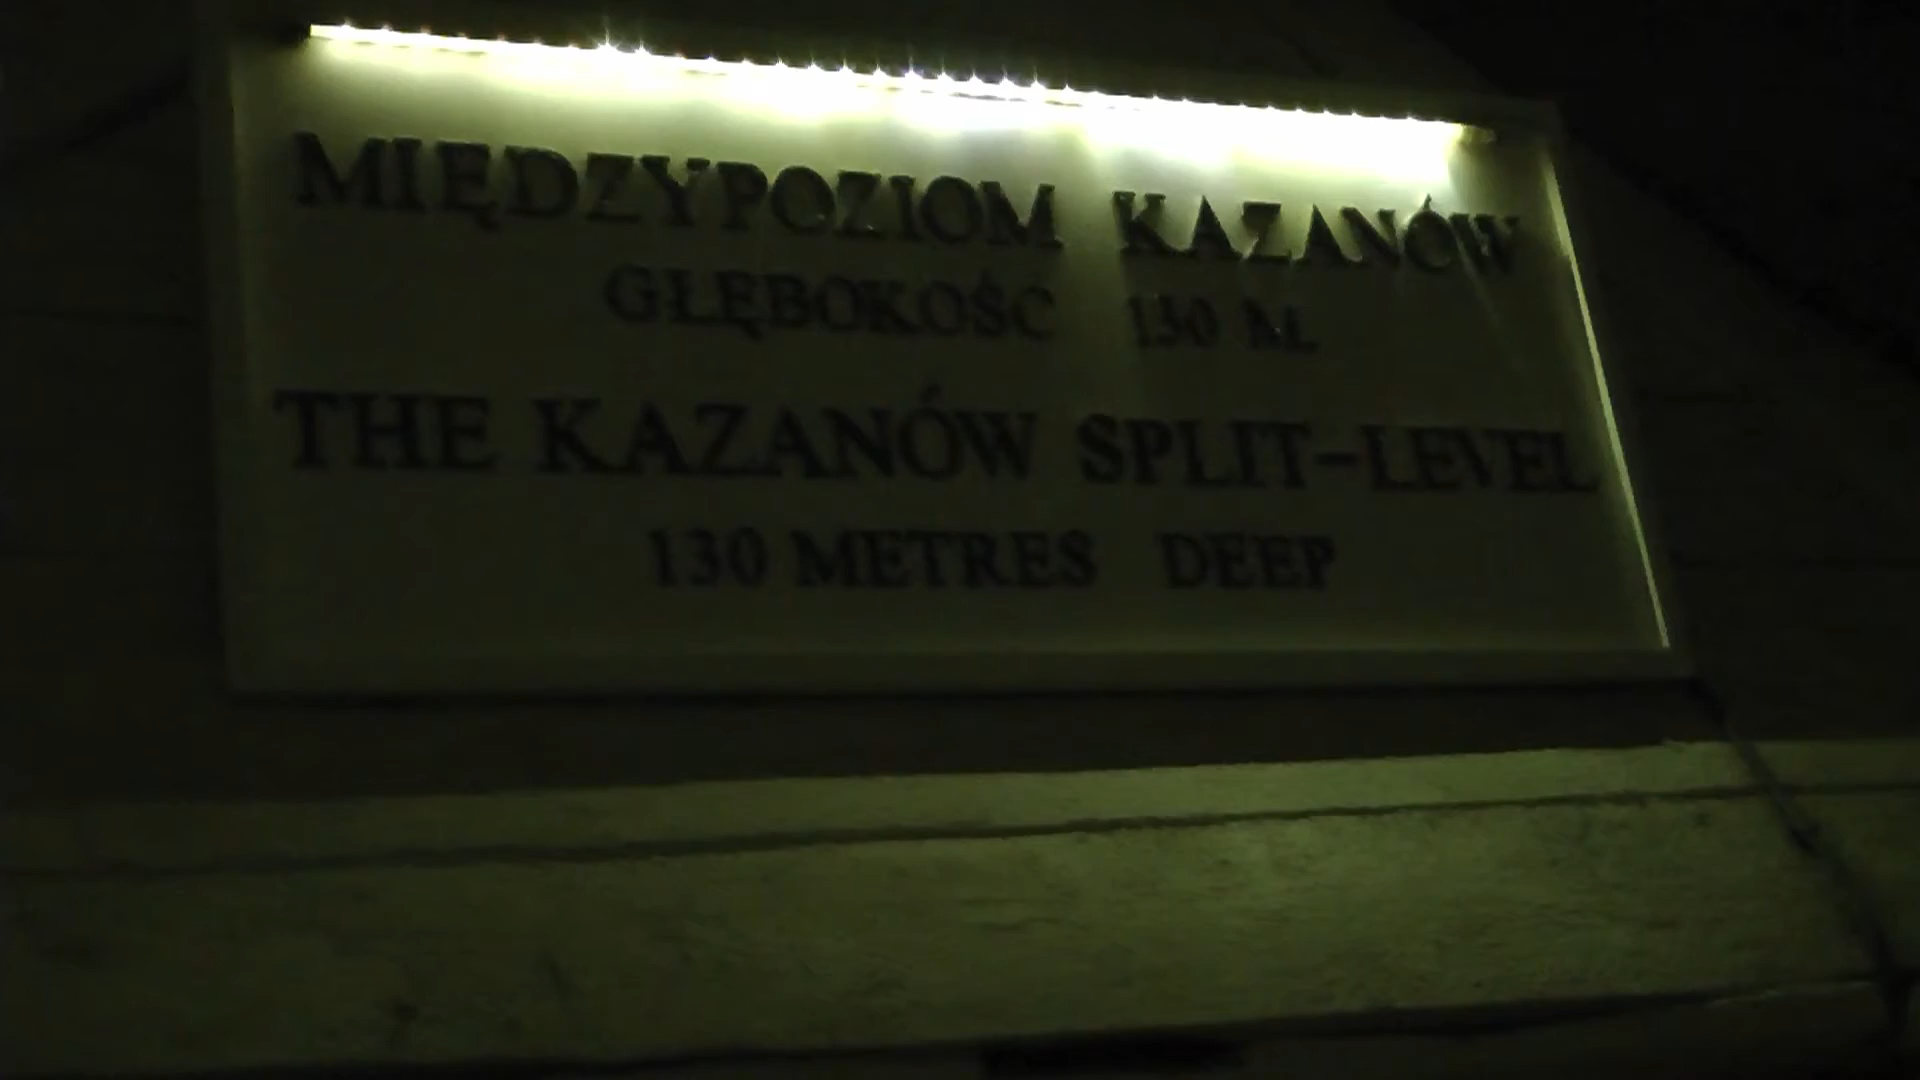 MIĘDZYPOZIOM KAZANÓW
GŁĘBOKOŚC 130 M.
THE KAZANÓW SPLIT-LEVEL
130 METRES DEEP